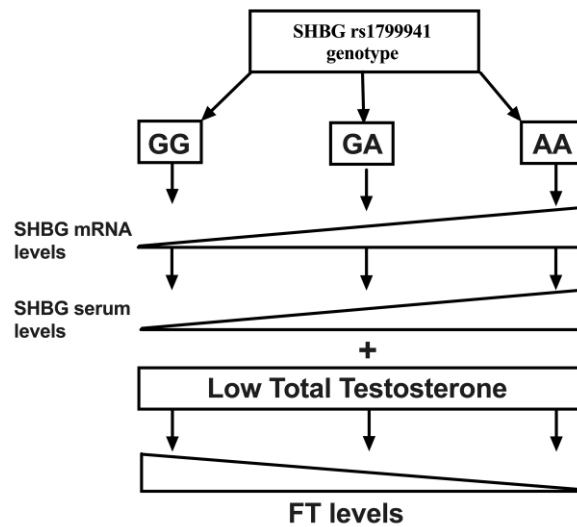 SHBG rs1799941
genotype
GG
GA
AA
SHBG mRNA
levels
SHBG serum
levels
+
Low Total Testosterone
FT levels